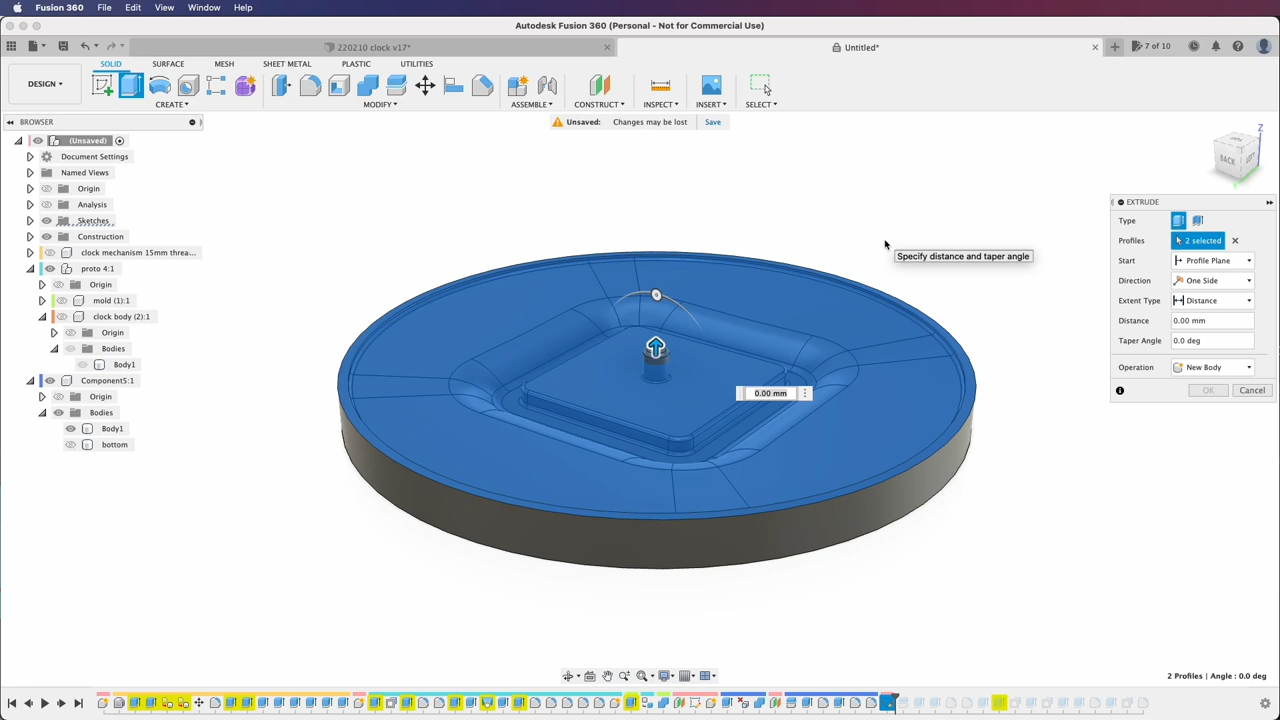 Fusion 360 File Edit View Window Help
Autodesk Fusion 360 (Personal - Not for Commercial Use)
220210 clock v17* Untitled* 7 of 10
SOLID SURFACE MESH SHEET METAL PLASTIC UTILITIES
DESIGN
CREATE MODIFY ASSEMBLE CONSTRUCT INSPECT INSERT SELECT
BROWSER
Unsaved: Changes may be lost Save
(Unsaved)
Document Settings
Named Views
Origin
Analysis
Sketches
Construction
clock mechanism 15mm threa...
proto 4:1
Origin
mold (1):1
clock body (2):1
Origin
Bodies
Body1
Component5:1
Origin
Bodies
Body1
bottom
Z
BACK
Y
Specify distance and taper angle
0.00 mm
EXTRUDE
Type
Profiles 2 selected
Start Profile Plane
Direction One Side
Extent Type Distance
Distance 0.00 mm
Taper Angle 0.0 deg
Operation New Body
OK Cancel
2 Profiles | Angle : 0.0 deg